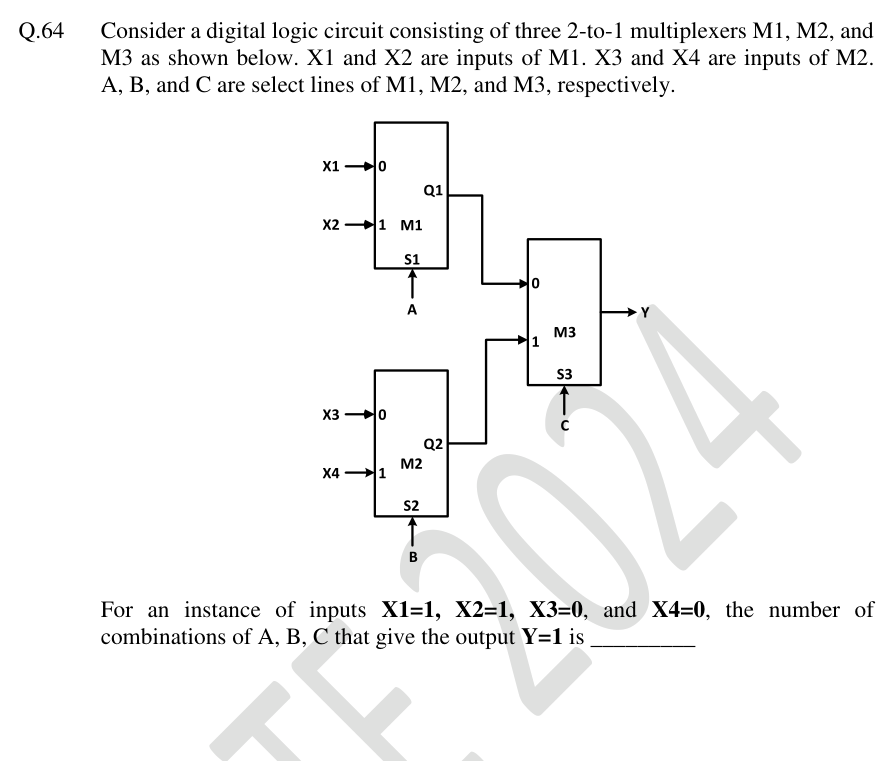 Q.64 Consider a digital logic circuit consisting of three 2-to-1 multiplexers M1, M2, and
M3 as shown below. X1 and X2 are inputs of M1. X3 and X4 are inputs of M2.
A, B, and C are select lines of M1, M2, and M3, respectively.
X1 0
Q1
X2 1 M1
S1
A
0
Y
M3
1
S3
C
X3 0
Q2
M2
X4 1
S2
B
For an instance of inputs X1=1, X2=1, X3=0, and X4=0, the number of
combinations of A, B, C that give the output Y=1 is _________
TE 2024